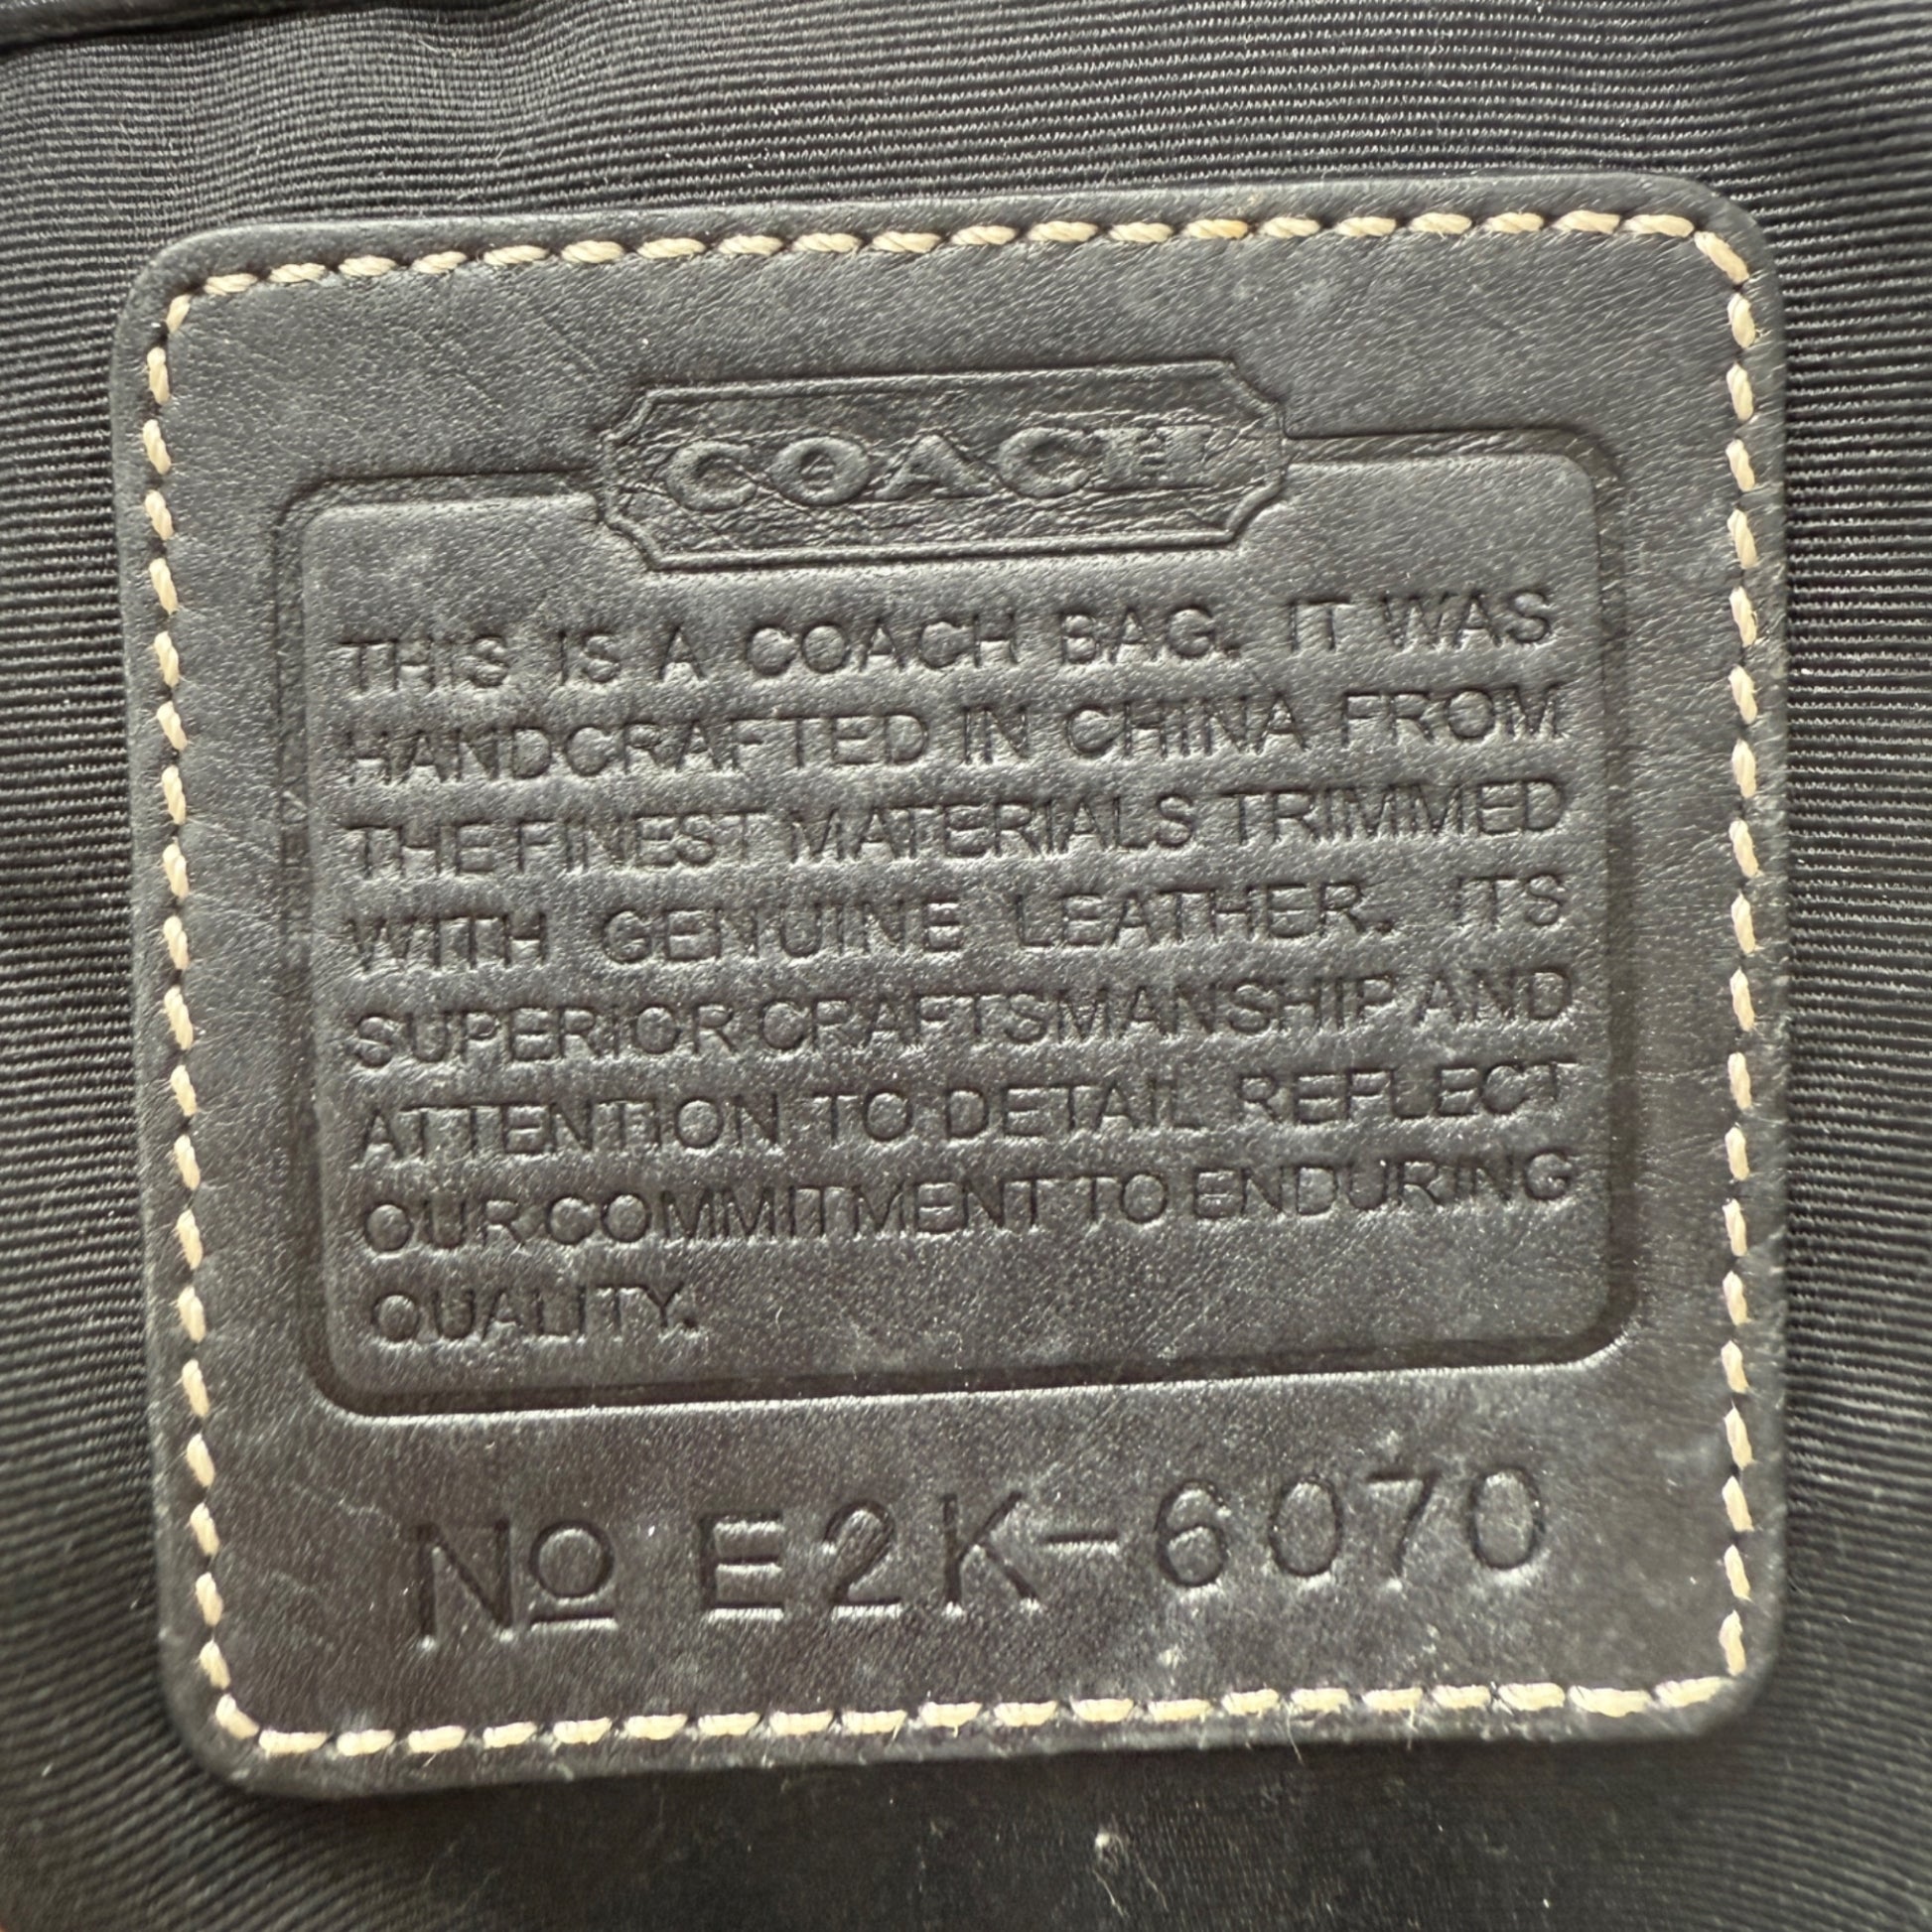 COACH
THIS IS A COACH BAG. IT WAS
HANDCRAFTED IN CHINA FROM
THE FINEST MATERIALS TRIMMED
WITH GENUINE LEATHER. ITS
SUPERIOR CRAFTSMANSHIP AND
ATTENTION TO DETAIL REFLECT
OUR COMMITMENT TO ENDURING
QUALITY.
Nº E2K-6070